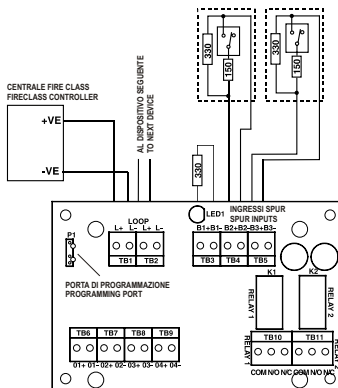 330
150
330
150
CENTRALE FIRE CLASS
FIRECLASS CONTROLLER
+VE
-VE
AL DISPOSITIVO SEGUENTE
TO NEXT DEVICE
330
P1
LOOP
L+ L- L+ L-
TB1 TB2
LED1
INGRESSI SPUR
SPUR INPUTS
B1+B1- B2+B2-B3+B3-
TB3 TB4 TB5
PORTA DI PROGRAMMAZIONE
PROGRAMMING PORT
K1 K2
RELAY 1
RELAY 2
TB6 TB7 TB8 TB9
01+ 01- 02+ 02- 03+ 03- 04+ 04-
RELAY 1
TB10 TB11
RELAY 2
COM N/O N/C COM N/O N/C